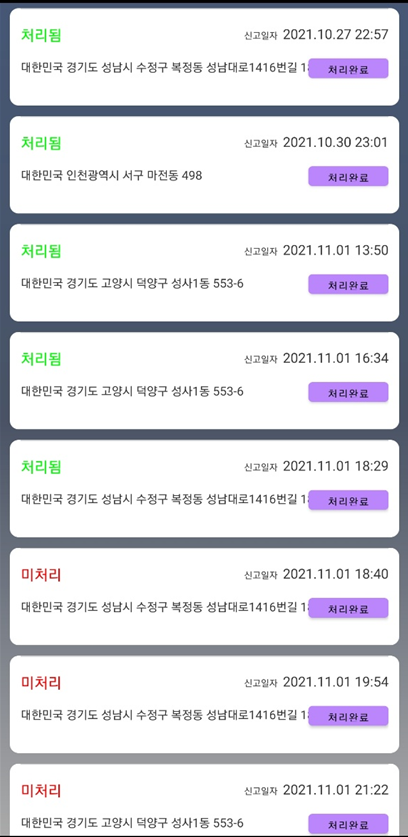 처리됨 신고일자 2021.10.27 22:57
대한민국 경기도 성남시 수정구 복정동 성남대로1416번길 처리완료
처리됨 신고일자 2021.10.30 23:01
대한민국 인천광역시 서구 마전동 498 처리완료
처리됨 신고일자 2021.11.01 13:50
대한민국 경기도 고양시 덕양구 성사1동 553-6 처리완료
처리됨 신고일자 2021.11.01 16:34
대한민국 경기도 고양시 덕양구 성사1동 553-6 처리완료
처리됨 신고일자 2021.11.01 18:29
대한민국 경기도 성남시 수정구 복정동 성남대로1416번길 처리완료
미처리 신고일자 2021.11.01 18:40
대한민국 경기도 성남시 수정구 복정동 성남대로1416번길 처리완료
미처리 신고일자 2021.11.01 19:54
대한민국 경기도 성남시 수정구 복정동 성남대로1416번길 처리완료
미처리 신고일자 2021.11.01 21:22
대한민국 경기도 고양시 덕양구 성사1동 553-6 처리완료